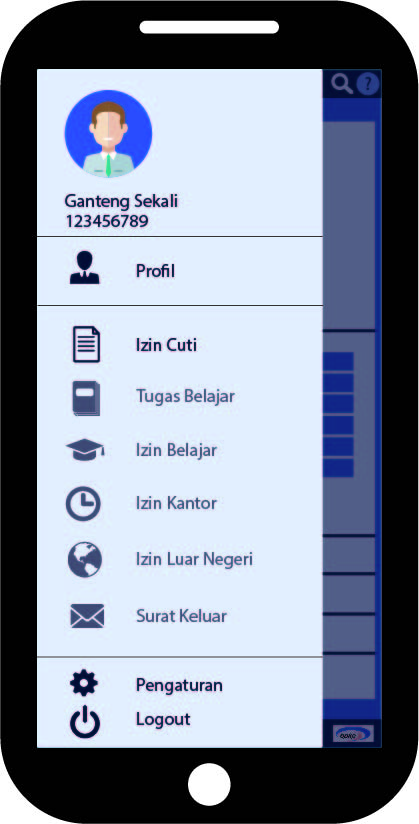 Ganteng Sekali
123456789
?
Profil
Izin Cuti
Tugas Belajar
Izin Belajar
Izin Kantor
Izin Luar Negeri
Surat Keluar
Pengaturan
Logout